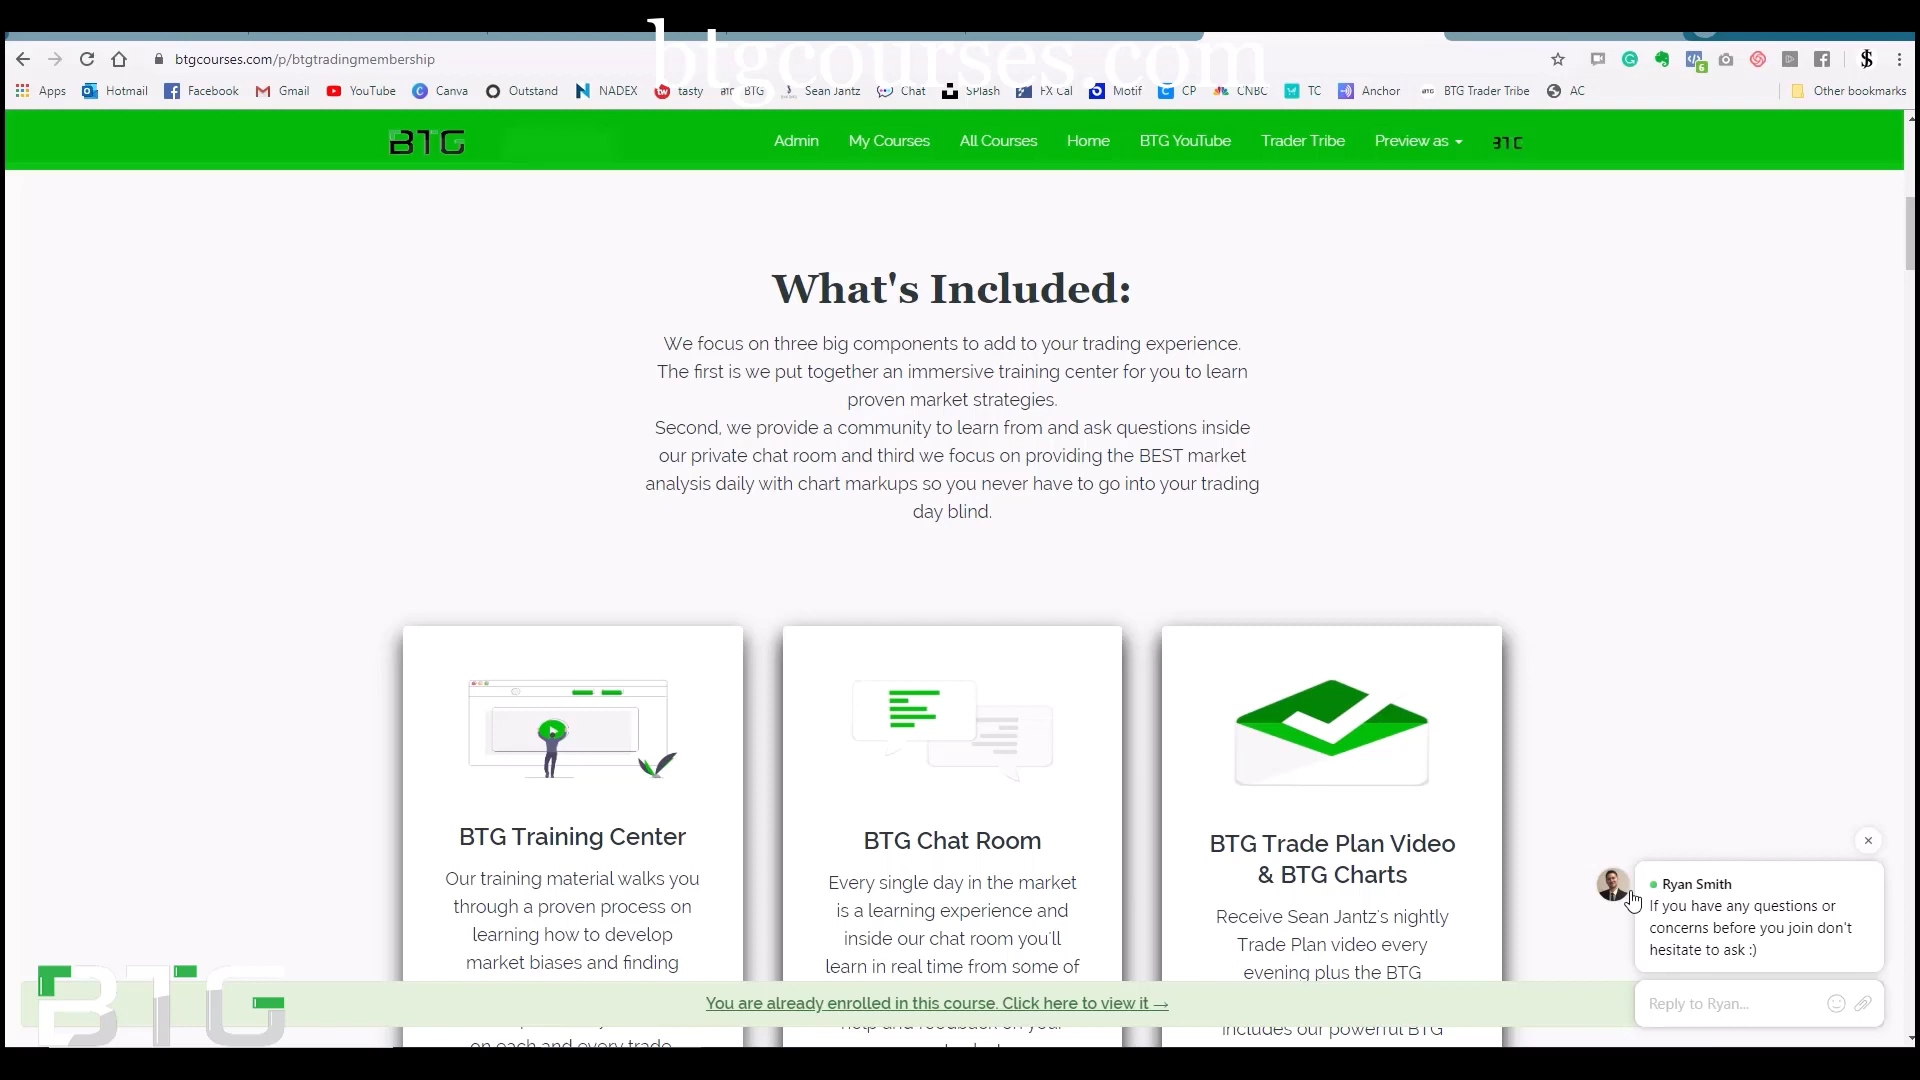 btgcourses.com
btgcourses.com/p/btgtradingmembership
6
Apps Hotmail Facebook Gmail YouTube Canva Outstand NADEX tasty BTG Sean Jantz Chat Splash FX Cal Motif CP CNBC TC Anchor BTG Trader Tribe AC Other bookmarks
BTG Admin My Courses All Courses Home BTG YouTube Trader Tribe Preview as
What's Included:
We focus on three big components to add to your trading experience.
The first is we put together an immersive training center for you to learn
proven market strategies.
Second, we provide a community to learn from and ask questions inside
our private chat room and third we focus on providing the BEST market
analysis daily with chart markups so you never have to go into your trading
day blind.
BTG Training Center
Our training material walks you
through a proven process on
learning how to develop
market biases and finding
on each and every trade
BTG Chat Room
Every single day in the market
is a learning experience and
inside our chat room you'll
learn in real time from some of
help and feedback on your
BTG Trade Plan Video
& BTG Charts
Receive Sean Jantz's nightly
Trade Plan video every
evening plus the BTG
includes our powerful BTG
Ryan Smith
If you have any questions or
concerns before you join don't
hesitate to ask :)
Reply to Ryan...
You are already enrolled in this course. Click here to view it →
BTG